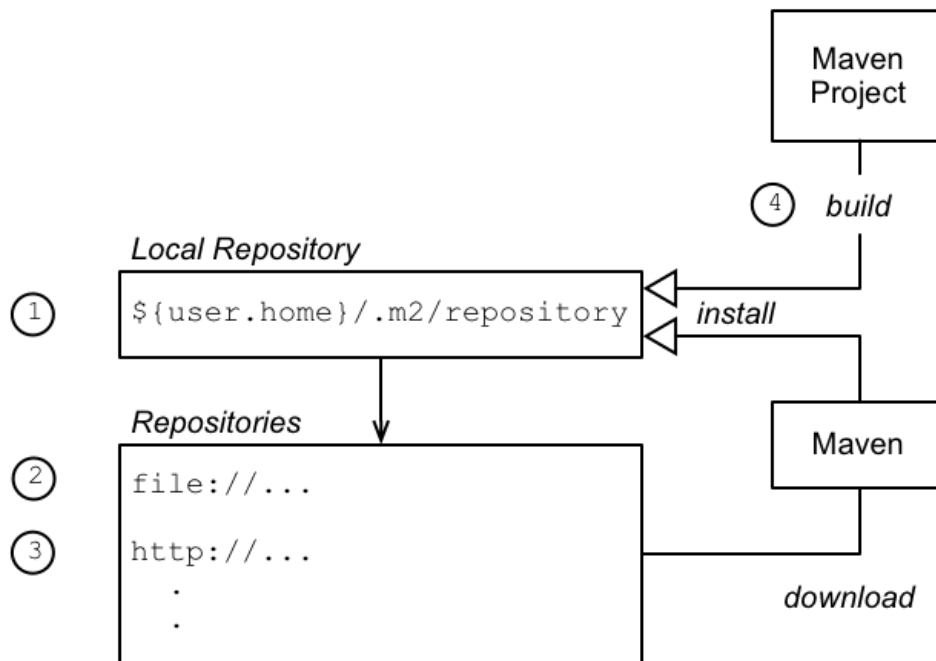 Maven
Project
4 build
Local Repository
1 ${user.home}/.m2/repository
install
Repositories
Maven
2 file://...
3 http://...
.
.
download